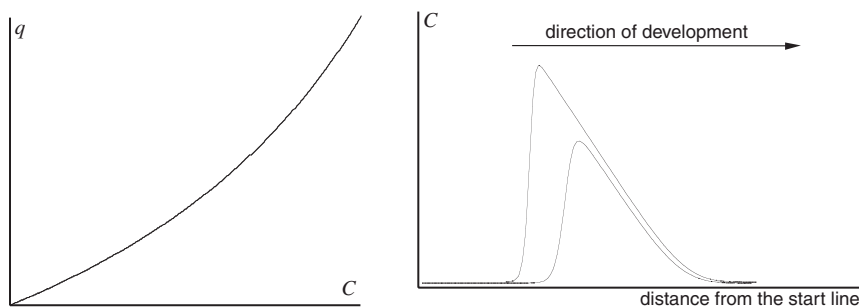 q
C
C
direction of development
distance from the start line